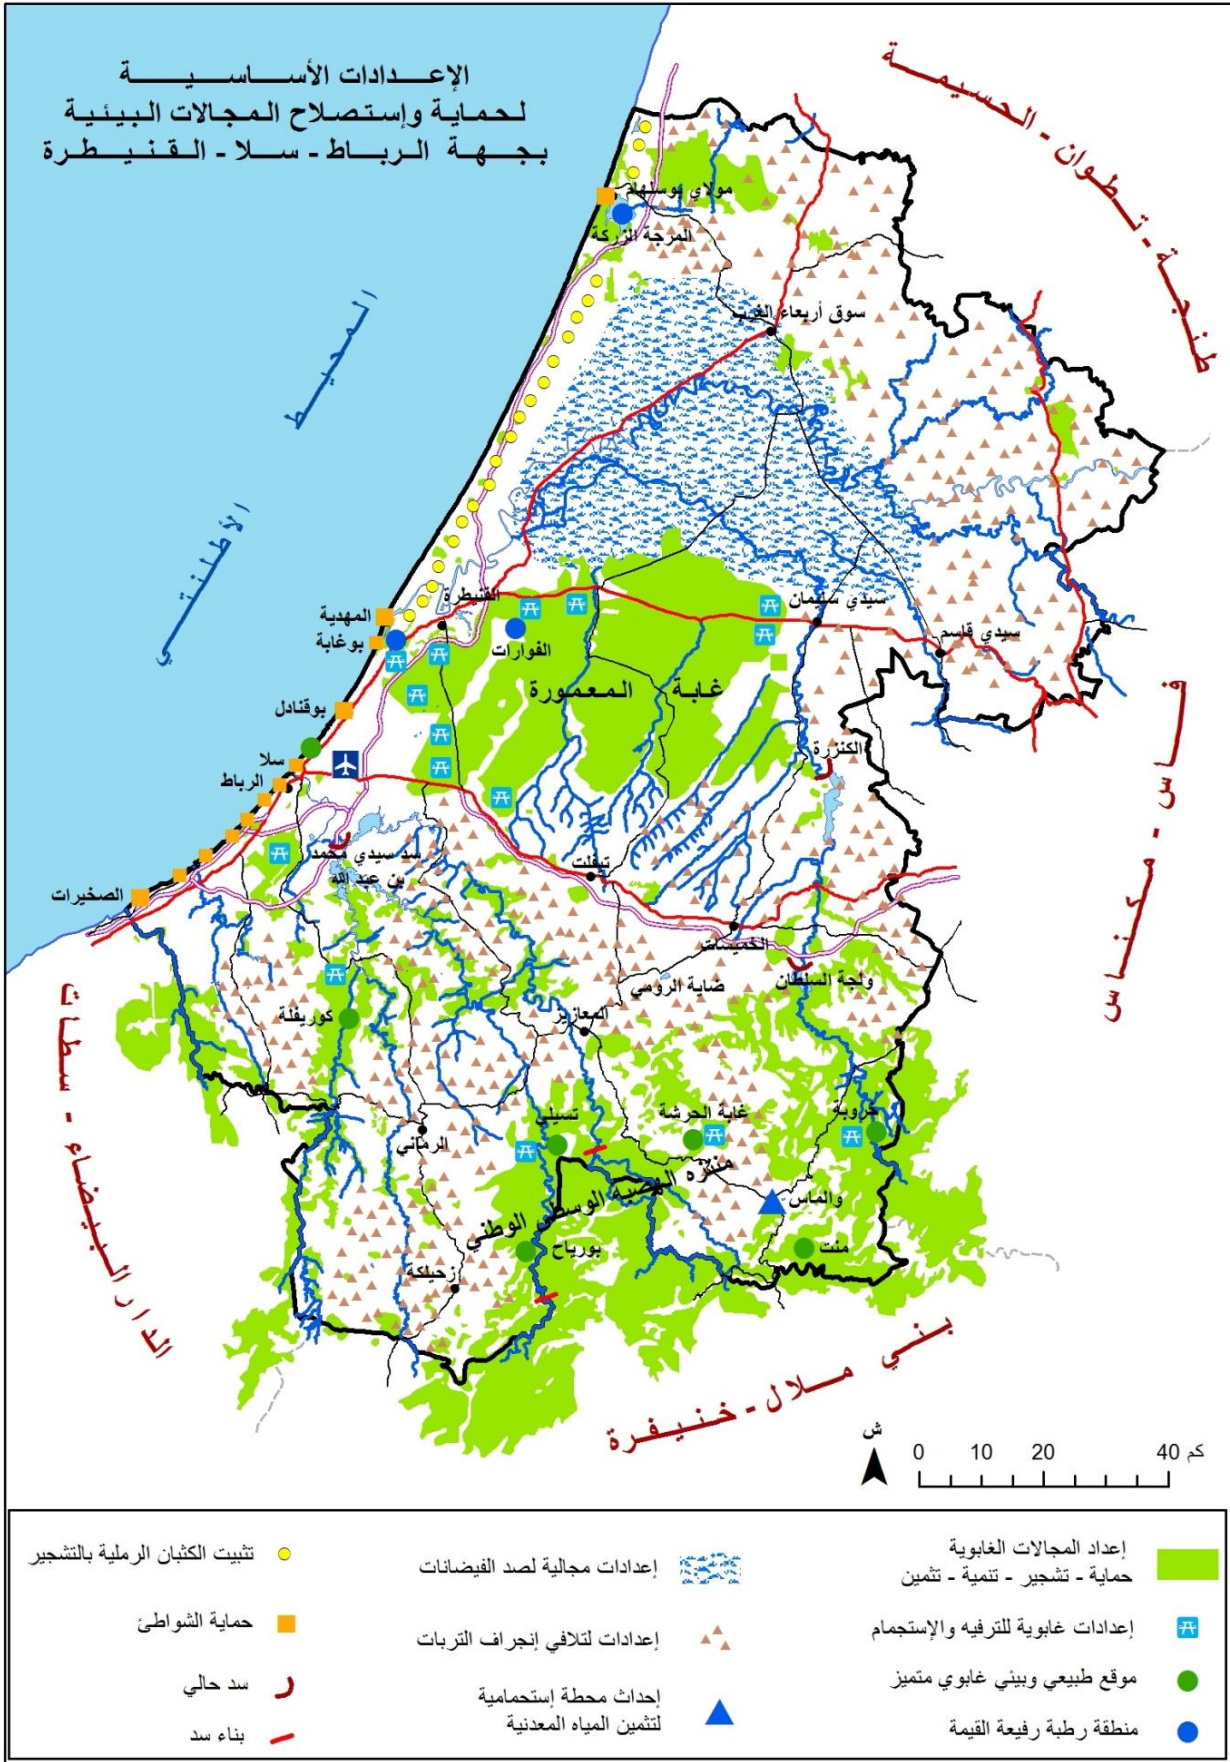 الإعدادات الأساسية
لحماية وإستصلاح المجالات البيئية
بجهة الرباط - سلا - القنيطرة
طنجة - تطوان - الحسيمة
مولاي بوسلهام
المرجة الزركة
المحيط
سوق أربعاء الغرب
الأطلنتي
المهدية
القنيطرة
سيدي سليمان
بوغابة
الفوارات
سيدي قاسم
غابة المعمورة
فاس - مكناس
بوقنادل
سلا
الكنزرة
الرباط
سد سيدي محمد
بن عبد الله
تيفلت
الصخيرات
الخميسات
ولجة السلطان
ضاية الرومي
المعازيز
كوريفلة
الدار البيضاء - سطات
غابة الحرشة
خروبة
تسيلي
الرماني
منتزه الهضبة الوسطى الوطني
والماس
بورياح
منت
زحيلكة
بني ملال - خنيفرة
ش
0 10 20 40 كم
إعداد المجالات الغابوية
حماية - تشجير - تنمية - تثمين
إعدادات غابوية للترفيه والإستجمام
موقع طبيعي وبيئي غابوي متميز
منطقة رطبة رفيعة القيمة
إعدادات مجالية لصد الفيضانات
إعدادات لتلافي إنجراف التربات
إحداث محطة إستحمامية
لتثمين المياه المعدنية
تثبيت الكثبان الرملية بالتشجير
حماية الشواطئ
سد حالي
بناء سد